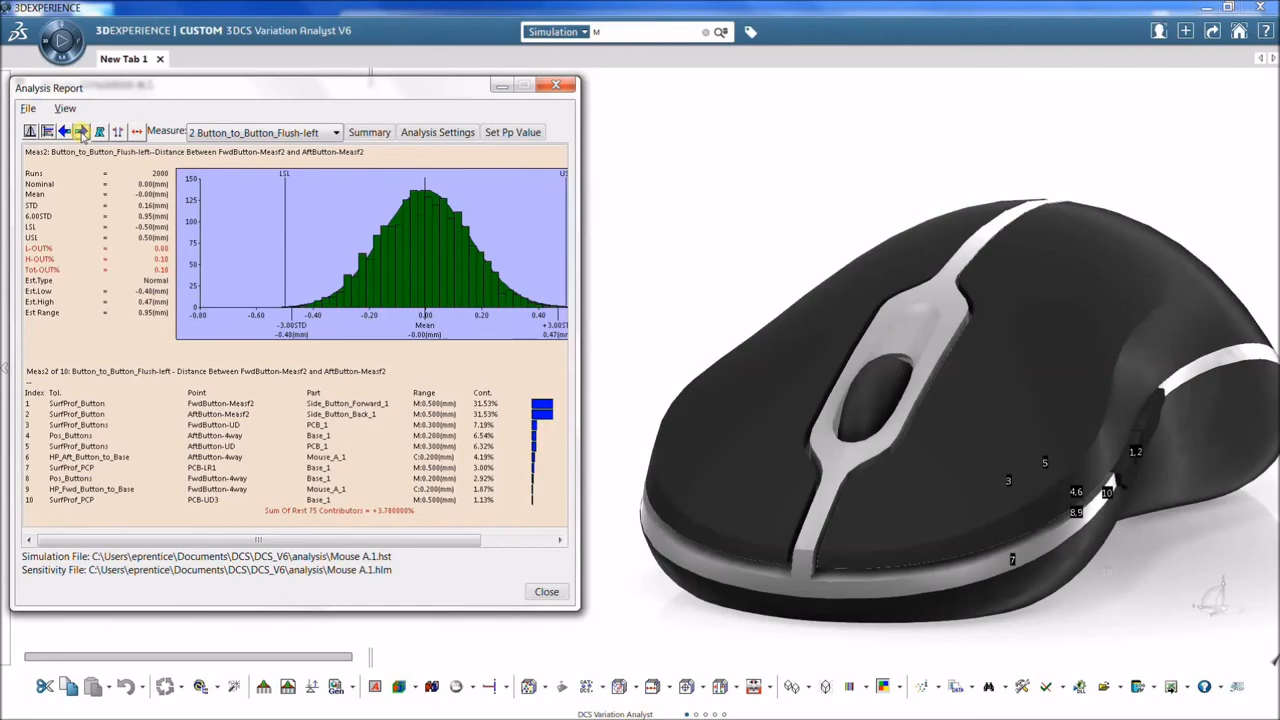 3DEXPERIENCE
3DEXPERIENCE | CUSTOM 3DCS Variation Analyst V6
Simulation M
New Tab 1
Analysis Report
File View
Measure: 2 Button_to_Button_Flush-left Summary Analysis Settings Set Pp Value
Meas2: Button_to_Button_Flush-left--Distance Between FwdButton-Measf2 and AftButton-Measf2
Runs = 2000
Nominal = 0.00(mm)
Mean = -0.00(mm)
STD = 0.16(mm)
6.00STD = 0.95(mm)
LSL = -0.50(mm)
USL = 0.50(mm)
L-OUT% = 0.00
H-OUT% = 0.10
Tot-OUT% = 0.10
Est.Type Normal
Est.Low = -0.48(mm)
Est.High = 0.47(mm)
Est Range = 0.95(mm)
LSL US
150
125
100
75
50
25
0
-0.80 -0.60 -0.40 -0.20 0.00 0.20 0.40
-3.00STD Mean +3.00STD
-0.48(mm) -0.00(mm) 0.47(mm)
Meas2 of 10: Button_to_Button_Flush-left - Distance Between FwdButton-Measf2 and AftButton-Measf2
--
Index Tol. Point Part Range Cont.
1 SurfProf_Button FwdButton-Measf2 Side_Button_Forward_1 M:0.500(mm) 31.53%
2 SurfProf_Button AftButton-Measf2 Side_Button_Back_1 M:0.500(mm) 31.53%
3 SurfProf_Buttons FwdButton-UD PCB_1 M:0.300(mm) 7.19%
4 Pos_Buttons AftButton-4way Base_1 M:0.200(mm) 6.54%
5 SurfProf_Buttons AftButton-UD PCB_1 M:0.300(mm) 6.32%
6 HP_Aft_Button_to_Base AftButton-4way Mouse_A_1 C:0.200(mm) 4.19%
7 SurfProf_PCP PCB-LR1 Base_1 M:0.500(mm) 3.00%
8 Pos_Buttons FwdButton-4way Base_1 M:0.200(mm) 2.92%
9 HP_Fwd_Button_to_Base FwdButton-4way Mouse_A_1 C:0.200(mm) 1.87%
10 SurfProf_PCP PCB-UD3 Base_1 M:0.500(mm) 1.13%
Sum Of Rest 75 Contributors = +3.780000%
Simulation File: C:\Users\eprentice\Documents\DCS\DCS_V6\analysis\Mouse A.1.hst
Sensitivity File: C:\Users\eprentice\Documents\DCS\DCS_V6\analysis\Mouse A.1.hlm
Close
1,2
5
3
4,6
10
8,9
7
Gen
DCS Variation Analyst